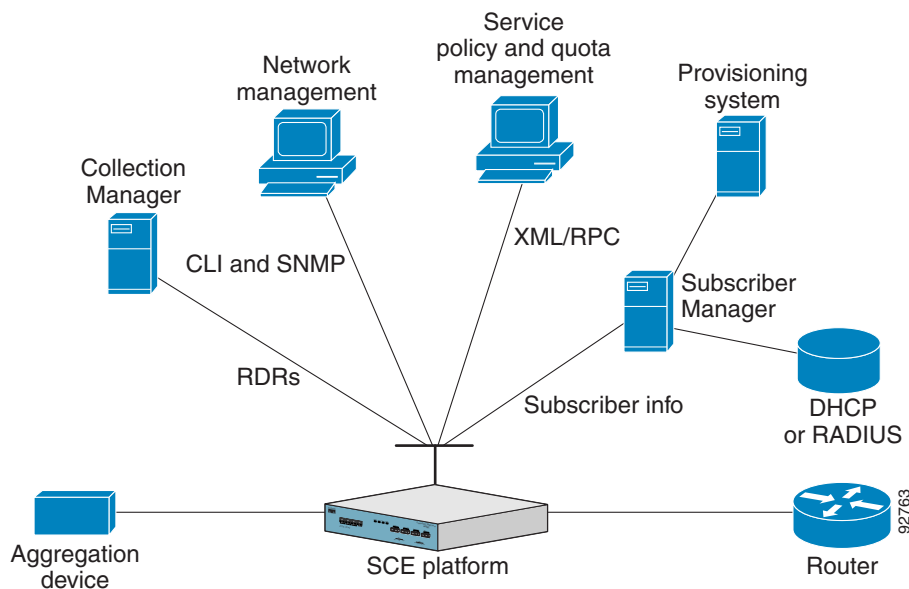 Service
policy and quota
management
Network
management
Provisioning
system
Collection
Manager
CLI and SNMP
XML/RPC
Subscriber
Manager
RDRs
Subscriber info
DHCP
or RADIUS
Aggregation
device
SCE platform
Router
92763